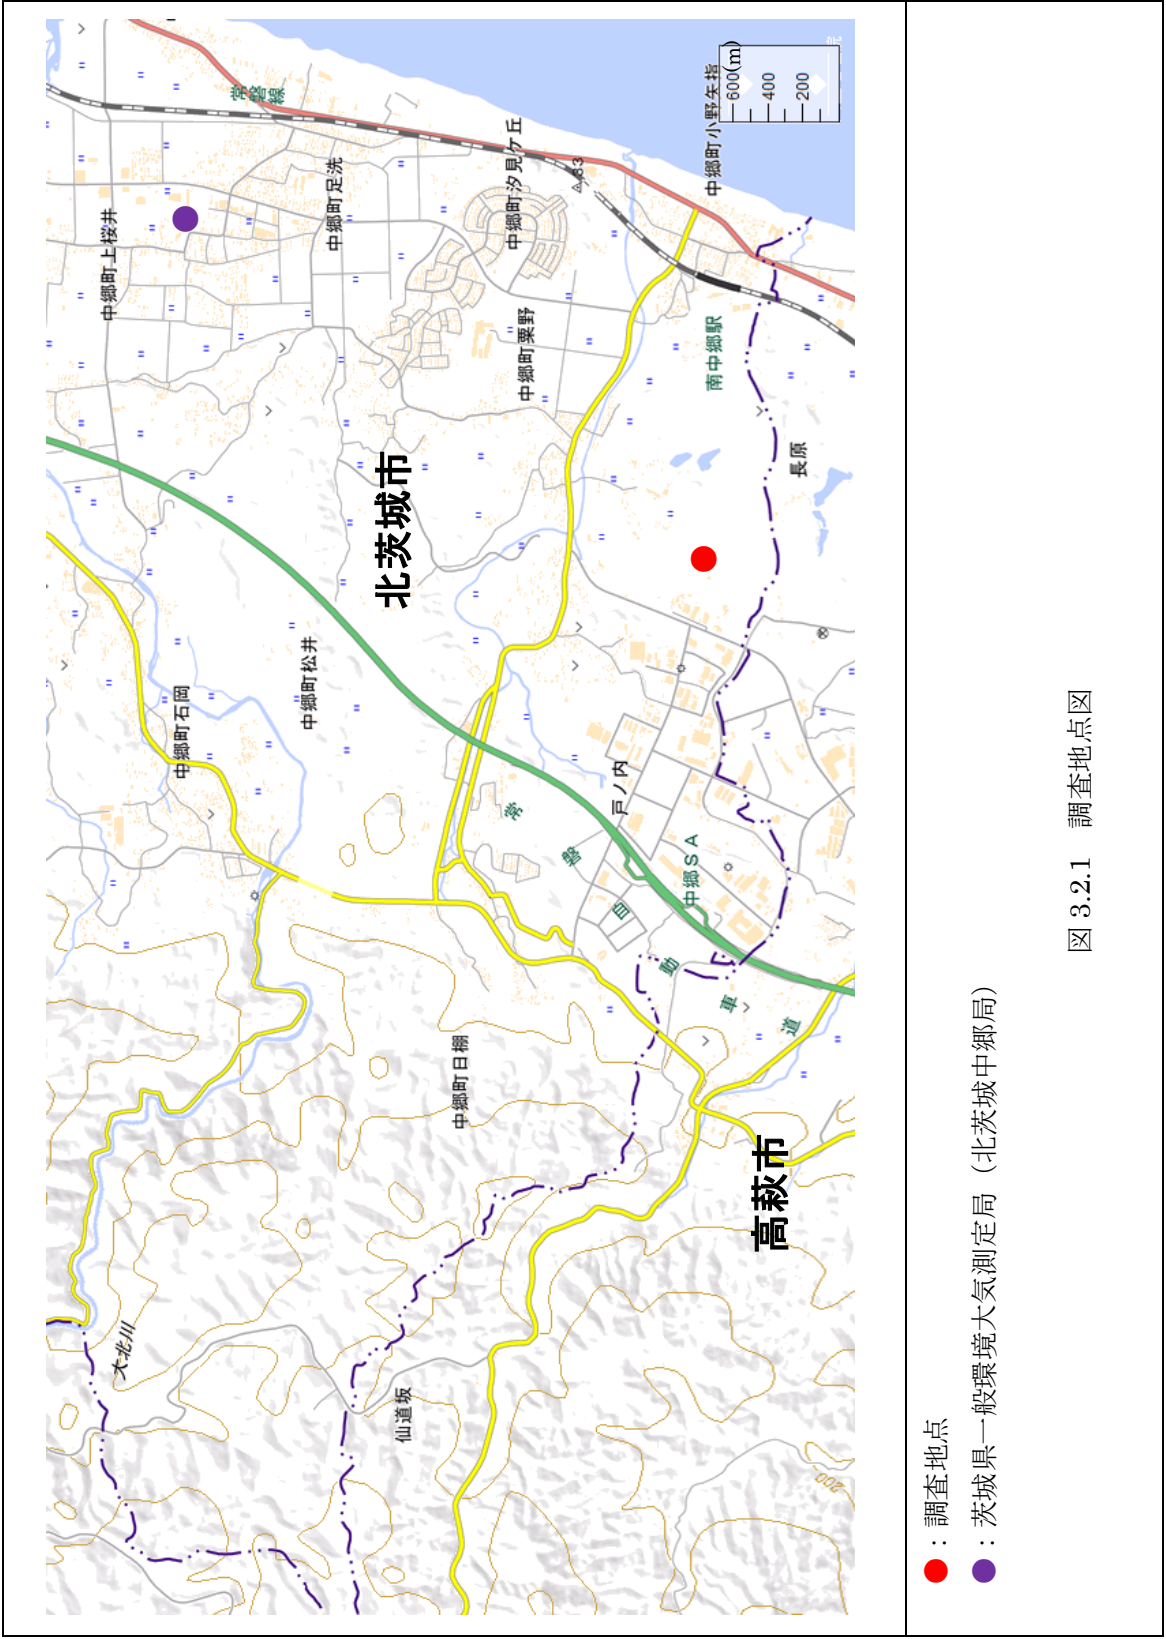 常磐線
中郷町上桜井
中郷町足洗
中郷町汐見ケ丘
中郷町小野矢指
600(m)
400
200
中郷町粟野
南中郷駅
長原
北茨城市
中郷町石岡
中郷町松井
戸ノ内
常磐自動車道
中郷SA
中郷町日棚
高萩市
大北川
仙道坂
200
●：調査地点
●：茨城県一般環境大気測定局（北茨城中郷局）
図 3.2.1　調査地点図